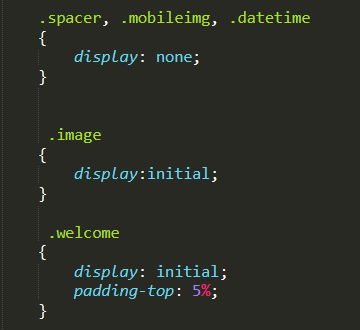 .spacer, .mobileimg, .datetime
{
display: none;
}
.image
{
display:initial;
}
.welcome
{
display: initial;
padding-top: 5%;
}